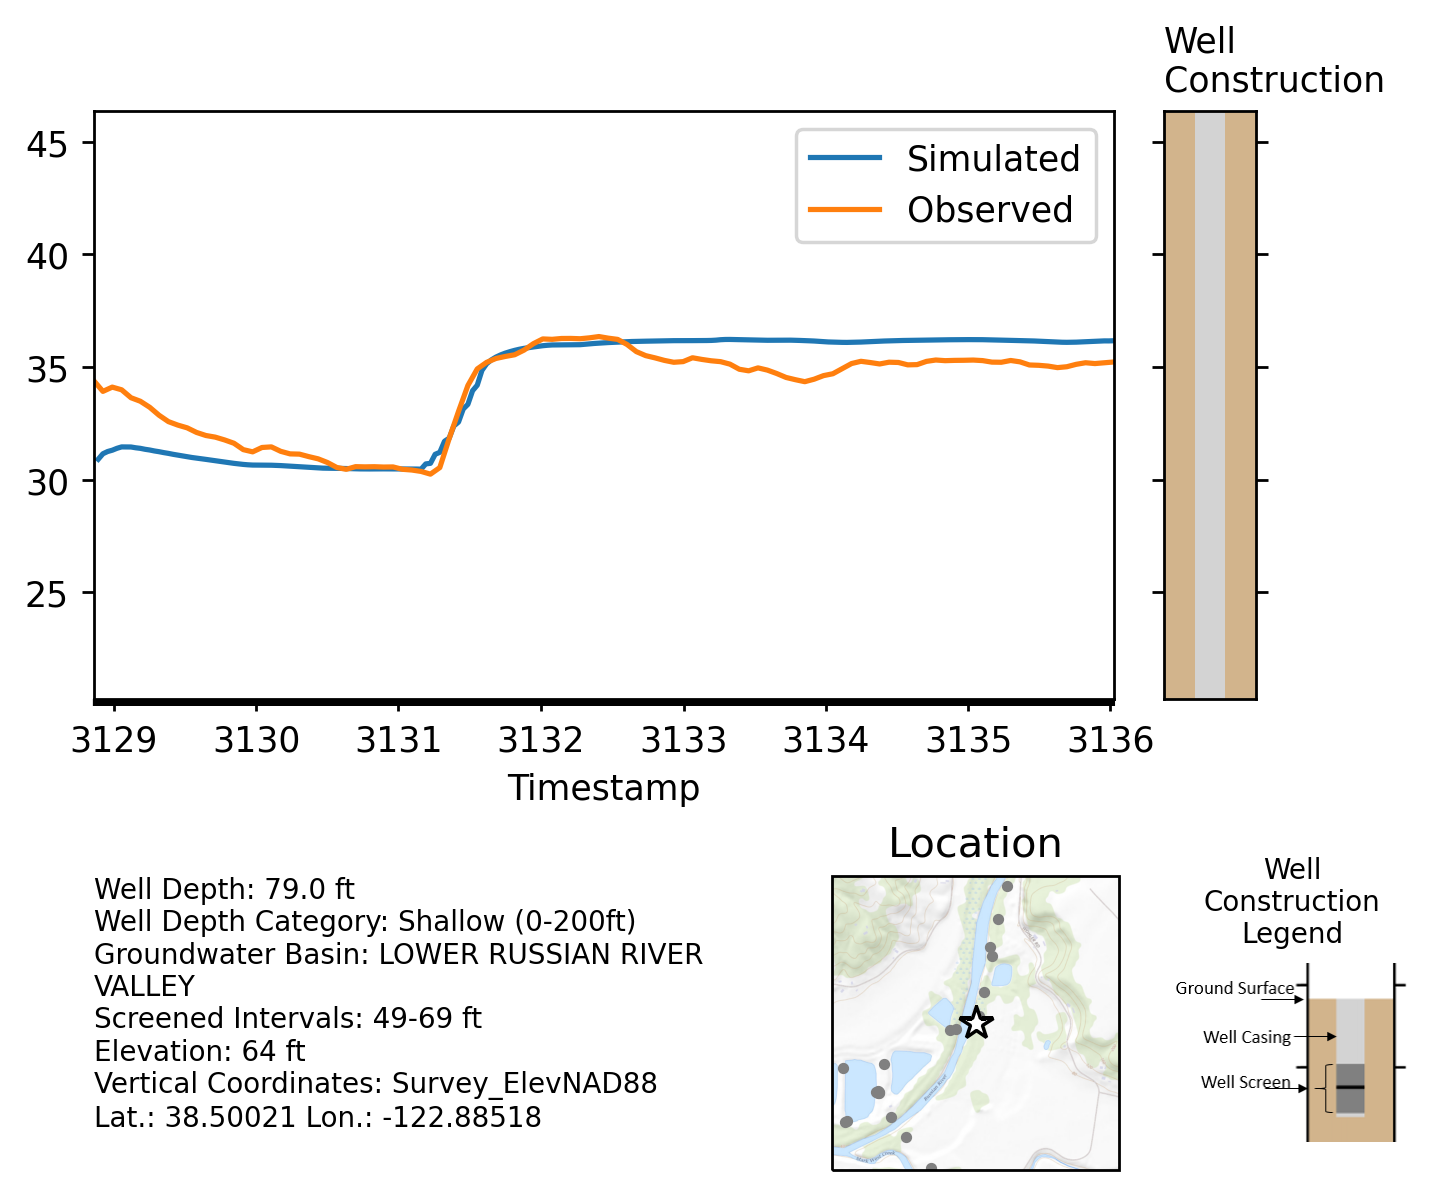 Well
Construction
45
40
35
30
25
Simulated
Observed
3129 3130 3131 3132 3133 3134 3135 3136
Timestamp
Well Depth: 79.0 ft
Well Depth Category: Shallow (0-200ft)
Groundwater Basin: LOWER RUSSIAN RIVER
VALLEY
Screened Intervals: 49-69 ft
Elevation: 64 ft
Vertical Coordinates: Survey_ElevNAD88
Lat.: 38.50021 Lon.: -122.88518
Location
Well
Construction
Legend
Ground Surface
Well Casing
Well Screen